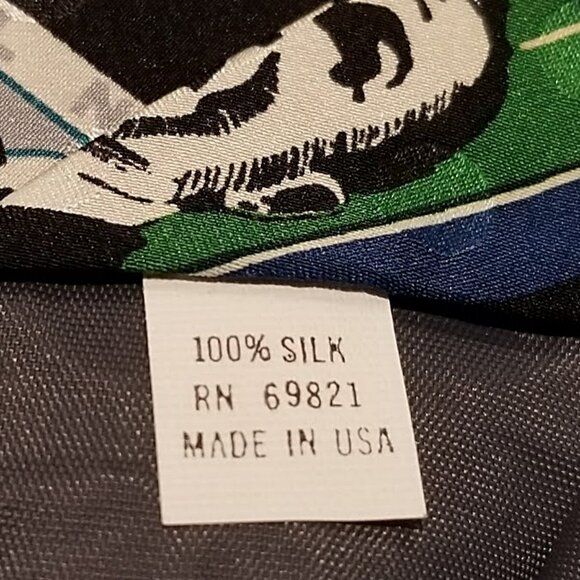 100% SILK
RN 69821
MADE IN USA